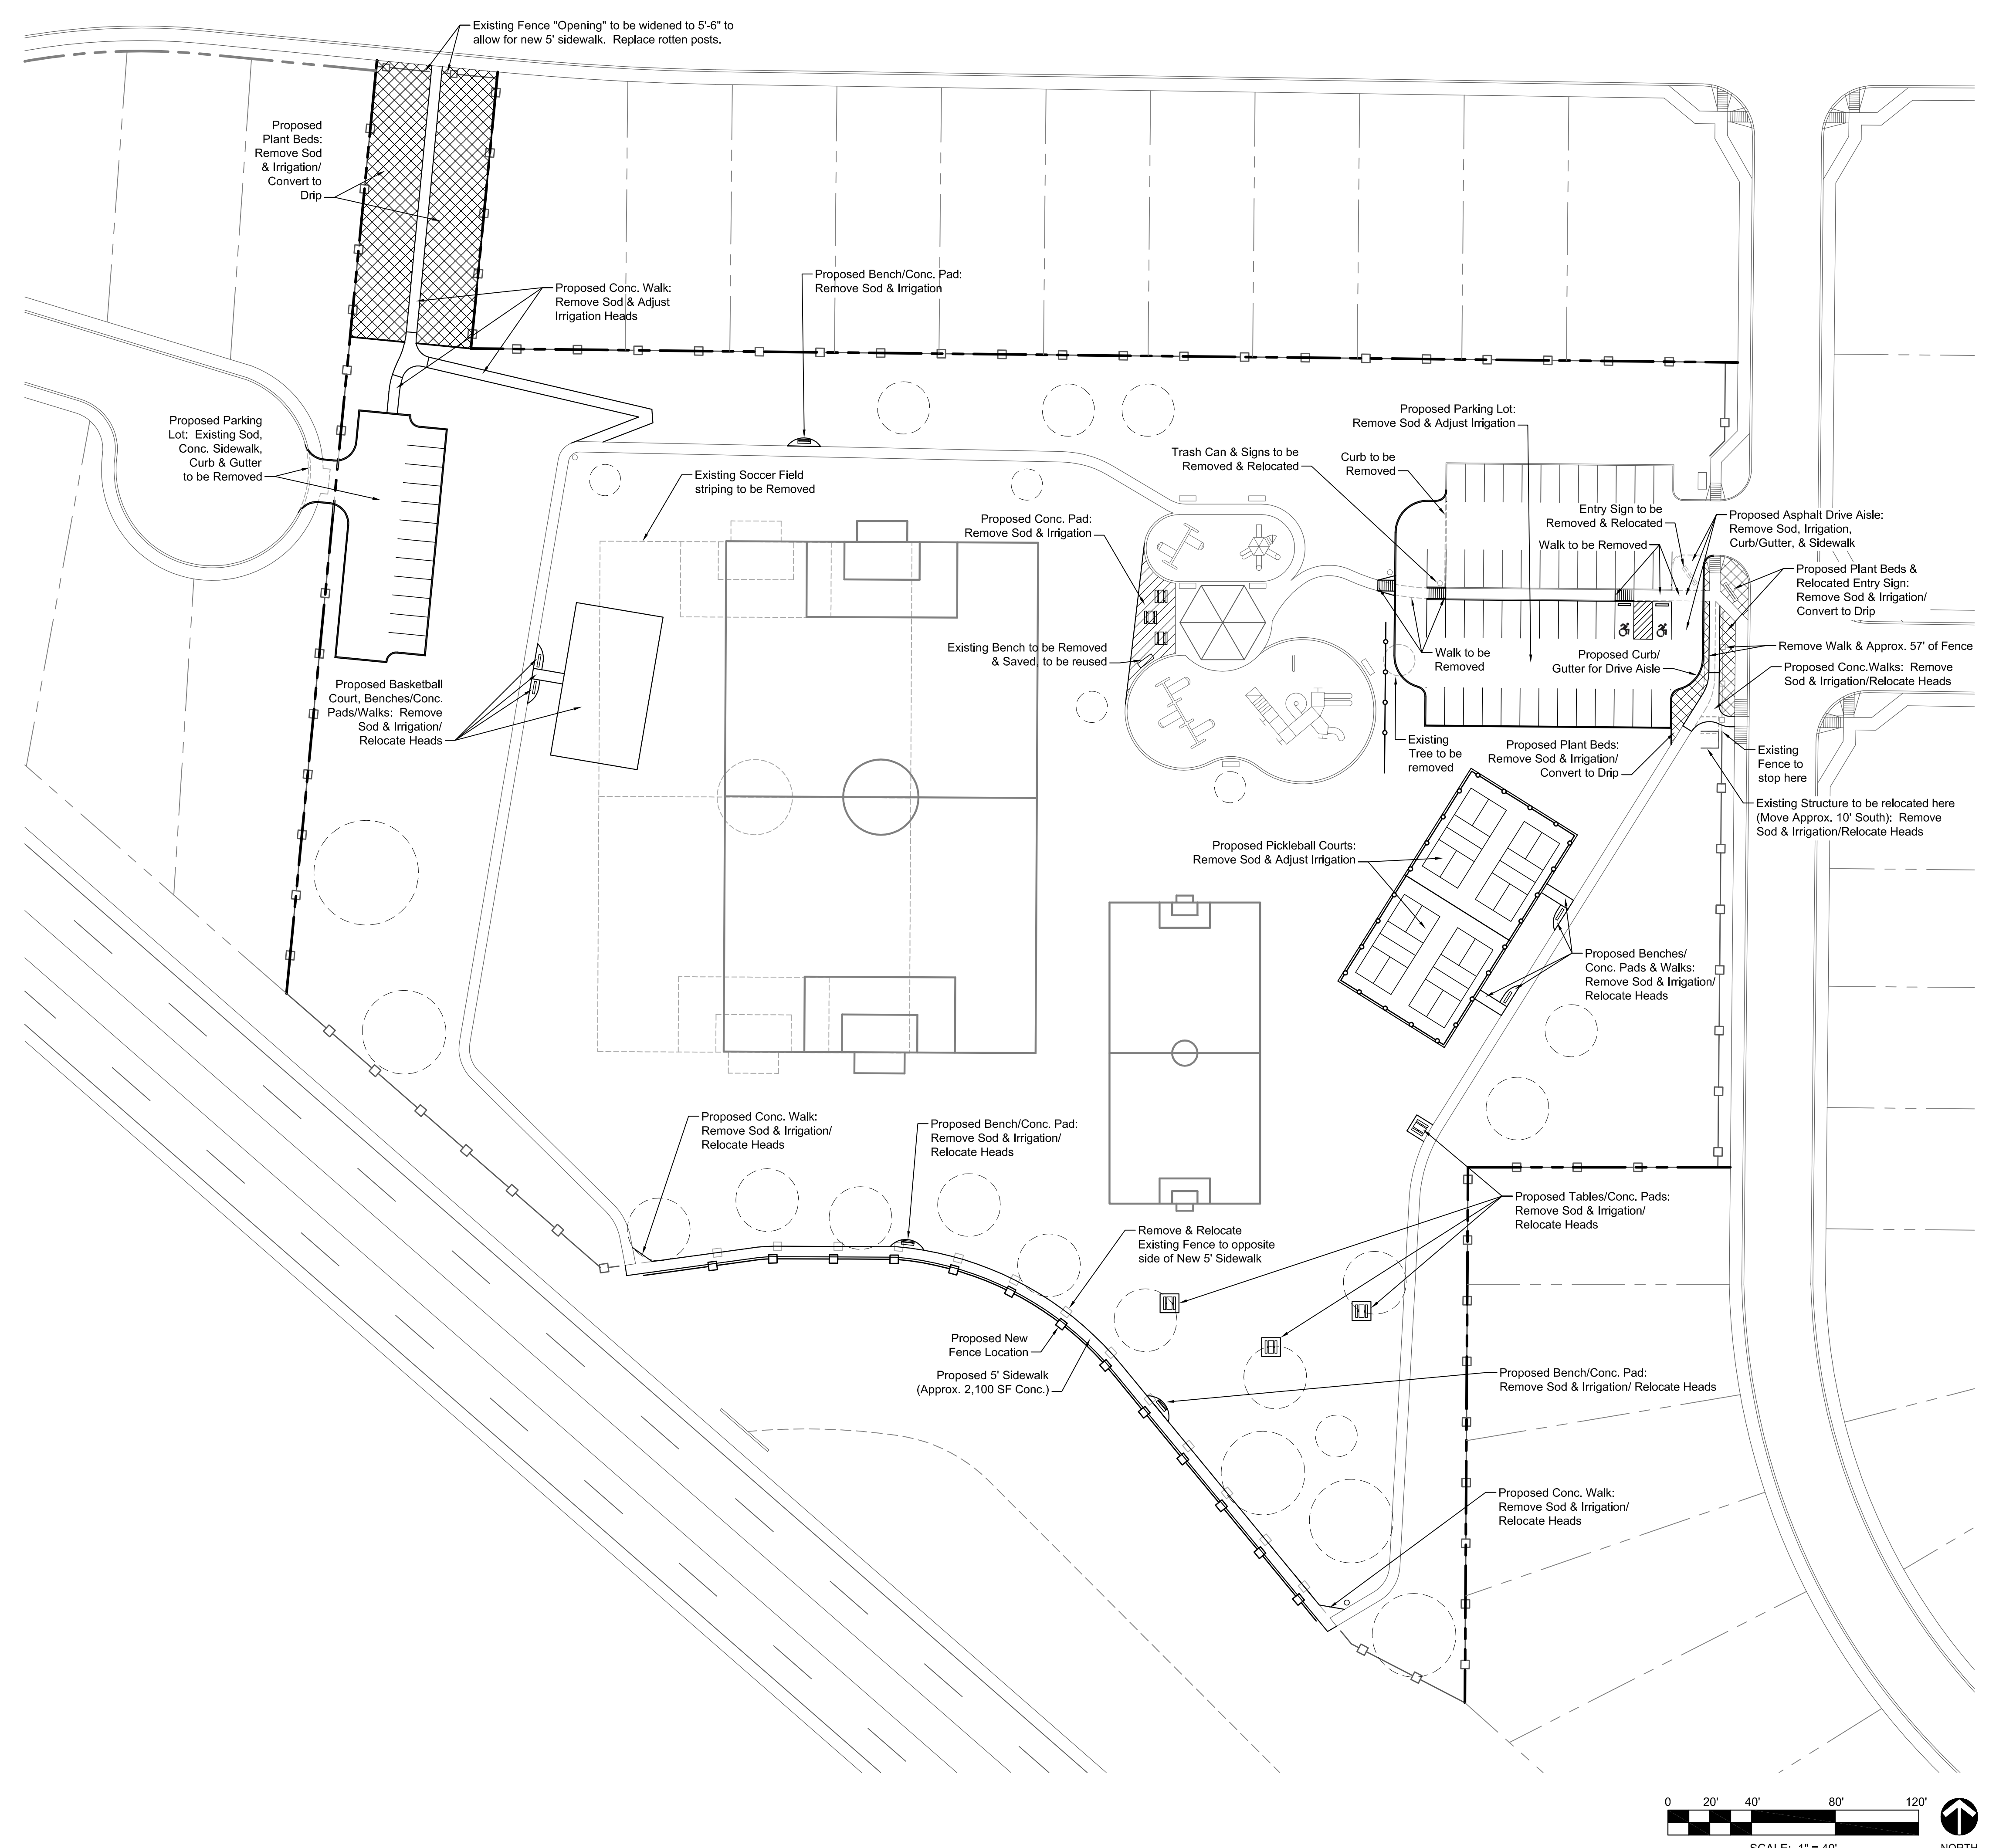 Existing Fence "Opening" to be widened to 5'-6" to
allow for new 5' sidewalk.  Replace rotten posts.
Proposed
Plant Beds:
Remove Sod
& Irrigation/
Convert to
Drip
Proposed Conc. Walk:
Remove Sod & Adjust
Irrigation Heads
Proposed Bench/Conc. Pad:
Remove Sod & Irrigation
Proposed Parking
Lot:  Existing Sod,
Conc. Sidewalk,
Curb & Gutter
to be Removed
Existing Soccer Field
striping to be Removed
Proposed Parking Lot:
Remove Sod & Adjust Irrigation
Trash Can & Signs to be
Removed & Relocated
Curb to be
Removed
Proposed Conc. Pad:
Remove Sod & Irrigation
Entry Sign to be
Removed & Relocated
Walk to be Removed
Proposed Asphalt Drive Aisle:
Remove Sod, Irrigation,
Curb/Gutter, & Sidewalk
Proposed Plant Beds &
Relocated Entry Sign:
Remove Sod & Irrigation/
Convert to Drip
Existing Bench to be Removed
& Saved, to be reused
Walk to be
Removed
Proposed Curb/
Gutter for Drive Aisle
Remove Walk & Approx. 57' of Fence
Proposed Conc.Walks:  Remove
Sod & Irrigation/Relocate Heads
Proposed Basketball
Court, Benches/Conc.
Pads/Walks:  Remove
Sod & Irrigation/
Relocate Heads
Existing
Tree to be
removed
Proposed Plant Beds:
Remove Sod & Irrigation/
Convert to Drip
Existing
Fence to
stop here
Existing Structure to be relocated here
(Move Approx. 10' South):  Remove
Sod & Irrigation/Relocate Heads
Proposed Pickleball Courts:
Remove Sod & Adjust Irrigation
Proposed Benches/
Conc. Pads & Walks:
Remove Sod & Irrigation/
Relocate Heads
Proposed Conc. Walk:
Remove Sod & Irrigation/
Relocate Heads
Proposed Bench/Conc. Pad:
Remove Sod & Irrigation/
Relocate Heads
Proposed Tables/Conc. Pads:
Remove Sod & Irrigation/
Relocate Heads
Remove & Relocate
Existing Fence to opposite
side of New 5' Sidewalk
Proposed New
Fence Location
Proposed 5' Sidewalk
(Approx. 2,100 SF Conc.)
Proposed Bench/Conc. Pad:
Remove Sod & Irrigation/ Relocate Heads
Proposed Conc. Walk:
Remove Sod & Irrigation/
Relocate Heads
0 20' 40' 80' 120'
SCALE:  1" = 40'
NORTH